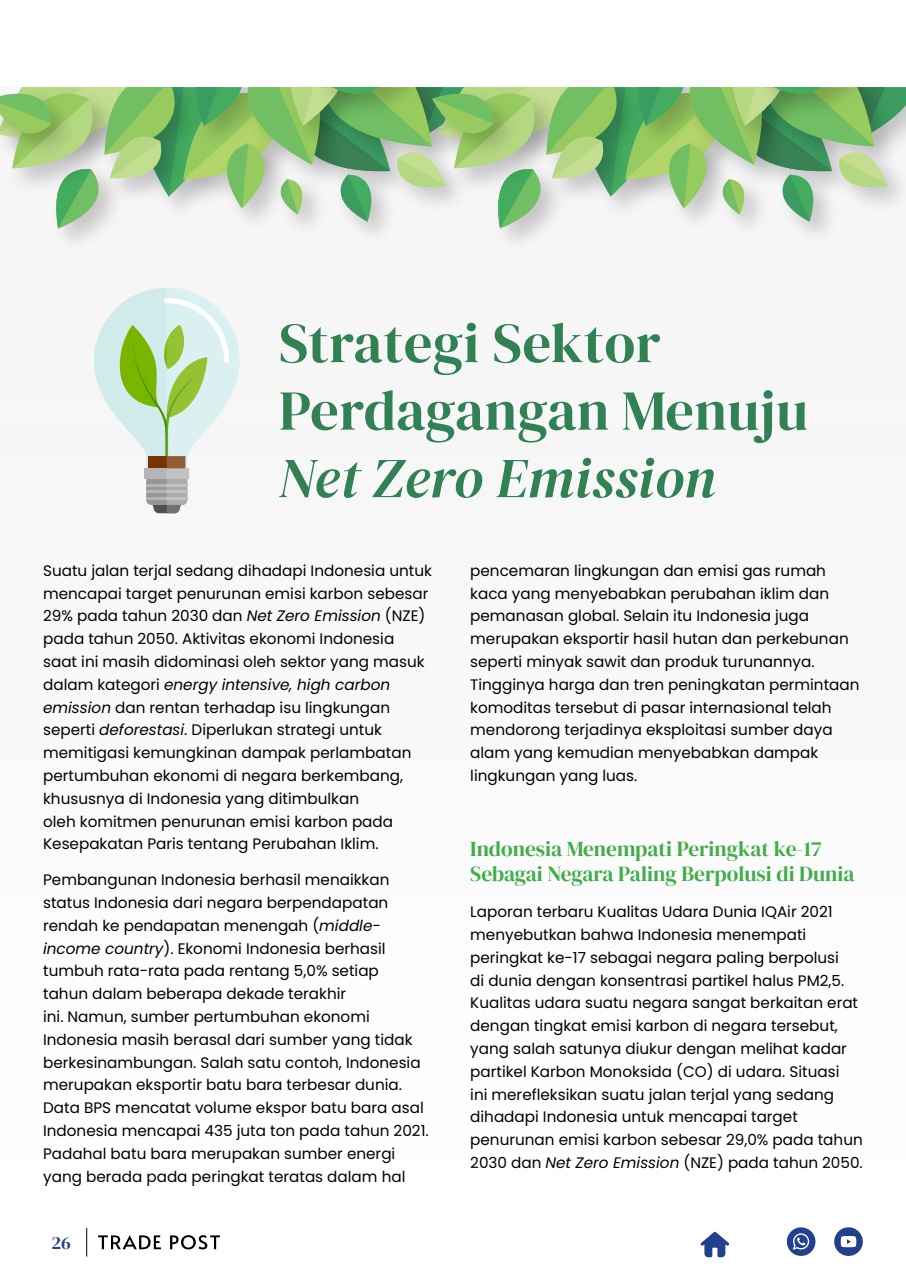 Strategi Sektor
Perdagangan Menuju
Net Zero Emission
Suatu jalan terjal sedang dihadapi Indonesia untuk
mencapai target penurunan emisi karbon sebesar
29% pada tahun 2030 dan Net Zero Emission (NZE)
pada tahun 2050. Aktivitas ekonomi Indonesia
saat ini masih didominasi oleh sektor yang masuk
dalam kategori energy intensive, high carbon
emission dan rentan terhadap isu lingkungan
seperti deforestasi. Diperlukan strategi untuk
memitigasi kemungkinan dampak perlambatan
pertumbuhan ekonomi di negara berkembang,
khususnya di Indonesia yang ditimbulkan
oleh komitmen penurunan emisi karbon pada
Kesepakatan Paris tentang Perubahan Iklim.
Pembangunan Indonesia berhasil menaikkan
status Indonesia dari negara berpendapatan
rendah ke pendapatan menengah (middle-
income country). Ekonomi Indonesia berhasil
tumbuh rata-rata pada rentang 5,0% setiap
tahun dalam beberapa dekade terakhir
ini. Namun, sumber pertumbuhan ekonomi
Indonesia masih berasal dari sumber yang tidak
berkesinambungan. Salah satu contoh, Indonesia
merupakan eksportir batu bara terbesar dunia.
Data BPS mencatat volume ekspor batu bara asal
Indonesia mencapai 435 juta ton pada tahun 2021.
Padahal batu bara merupakan sumber energi
yang berada pada peringkat teratas dalam hal
pencemaran lingkungan dan emisi gas rumah
kaca yang menyebabkan perubahan iklim dan
pemanasan global. Selain itu Indonesia juga
merupakan eksportir hasil hutan dan perkebunan
seperti minyak sawit dan produk turunannya.
Tingginya harga dan tren peningkatan permintaan
komoditas tersebut di pasar internasional telah
mendorong terjadinya eksploitasi sumber daya
alam yang kemudian menyebabkan dampak
lingkungan yang luas.
Indonesia Menempati Peringkat ke-17
Sebagai Negara Paling Berpolusi di Dunia
Laporan terbaru Kualitas Udara Dunia IQAir 2021
menyebutkan bahwa Indonesia menempati
peringkat ke-17 sebagai negara paling berpolusi
di dunia dengan konsentrasi partikel halus PM2,5.
Kualitas udara suatu negara sangat berkaitan erat
dengan tingkat emisi karbon di negara tersebut,
yang salah satunya diukur dengan melihat kadar
partikel Karbon Monoksida (CO) di udara. Situasi
ini merefleksikan suatu jalan terjal yang sedang
dihadapi Indonesia untuk mencapai target
penurunan emisi karbon sebesar 29,0% pada tahun
2030 dan Net Zero Emission (NZE) pada tahun 2050.
26 | TRADE POST